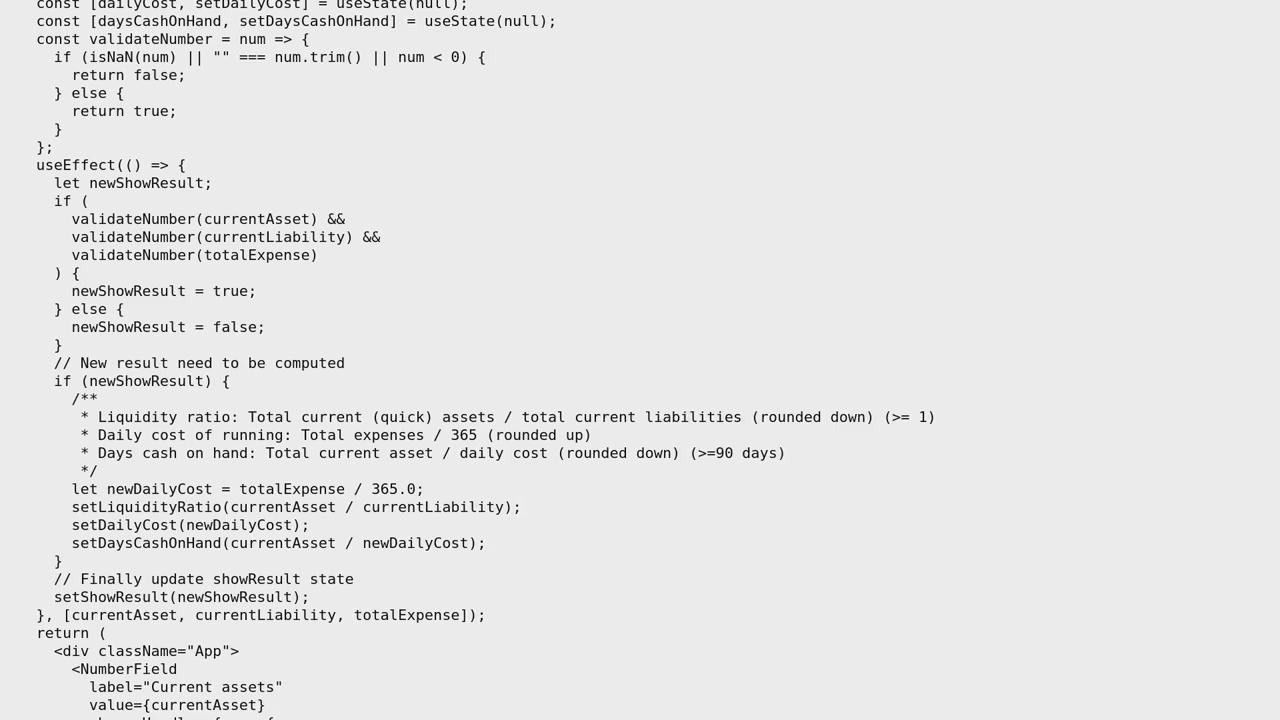 const [dailyCost, setDailyCost] = useState(null);
const [daysCashOnHand, setDaysCashOnHand] = useState(null);
const validateNumber = num => {
if (isNaN(num) || "" === num.trim() || num < 0) {
return false;
} else {
return true;
}
};
useEffect(() => {
let newShowResult;
if (
validateNumber(currentAsset) &&
validateNumber(currentLiability) &&
validateNumber(totalExpense)
) {
newShowResult = true;
} else {
newShowResult = false;
}
// New result need to be computed
if (newShowResult) {
/**
* Liquidity ratio: Total current (quick) assets / total current liabilities (rounded down) (>= 1)
* Daily cost of running: Total expenses / 365 (rounded up)
* Days cash on hand: Total current asset / daily cost (rounded down) (>=90 days)
*/
let newDailyCost = totalExpense / 365.0;
setLiquidityRatio(currentAsset / currentLiability);
setDailyCost(newDailyCost);
setDaysCashOnHand(currentAsset / newDailyCost);
}
// Finally update showResult state
setShowResult(newShowResult);
}, [currentAsset, currentLiability, totalExpense]);
return (
<div className="App">
<NumberField
label="Current assets"
value={currentAsset}